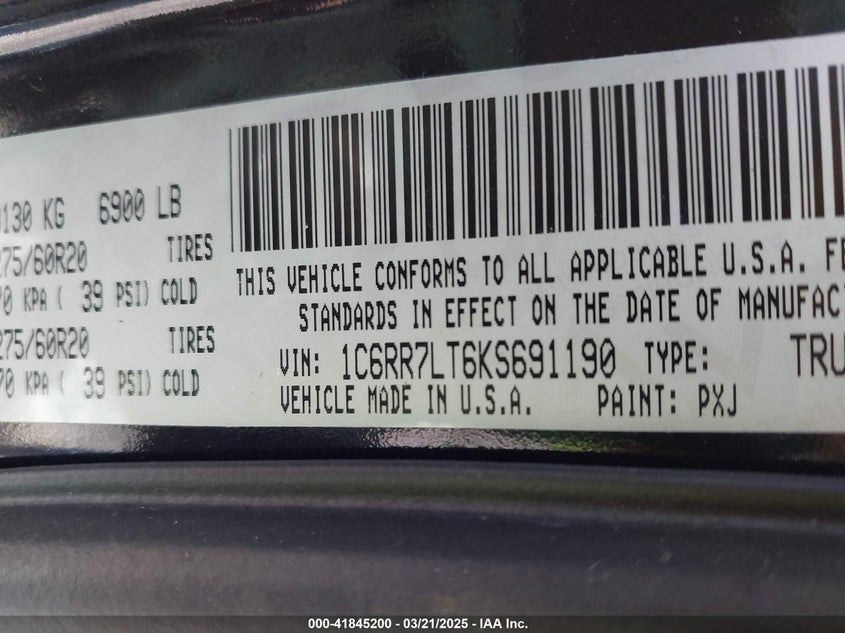 130 KG 6900 LB
275/60R20 TIRES
70 KPA ( 39 PSI) COLD
275/60R20 TIRES
70 KPA ( 39 PSI) COLD
THIS VEHICLE CONFORMS TO ALL APPLICABLE U.S.A. FE
STANDARDS IN EFFECT ON THE DATE OF MANUFAC
VIN: 1C6RR7LT6KS691190 TYPE: TRU
VEHICLE MADE IN U.S.A. PAINT: PXJ
000-41845200 - 03/21/2025 - IAA Inc.